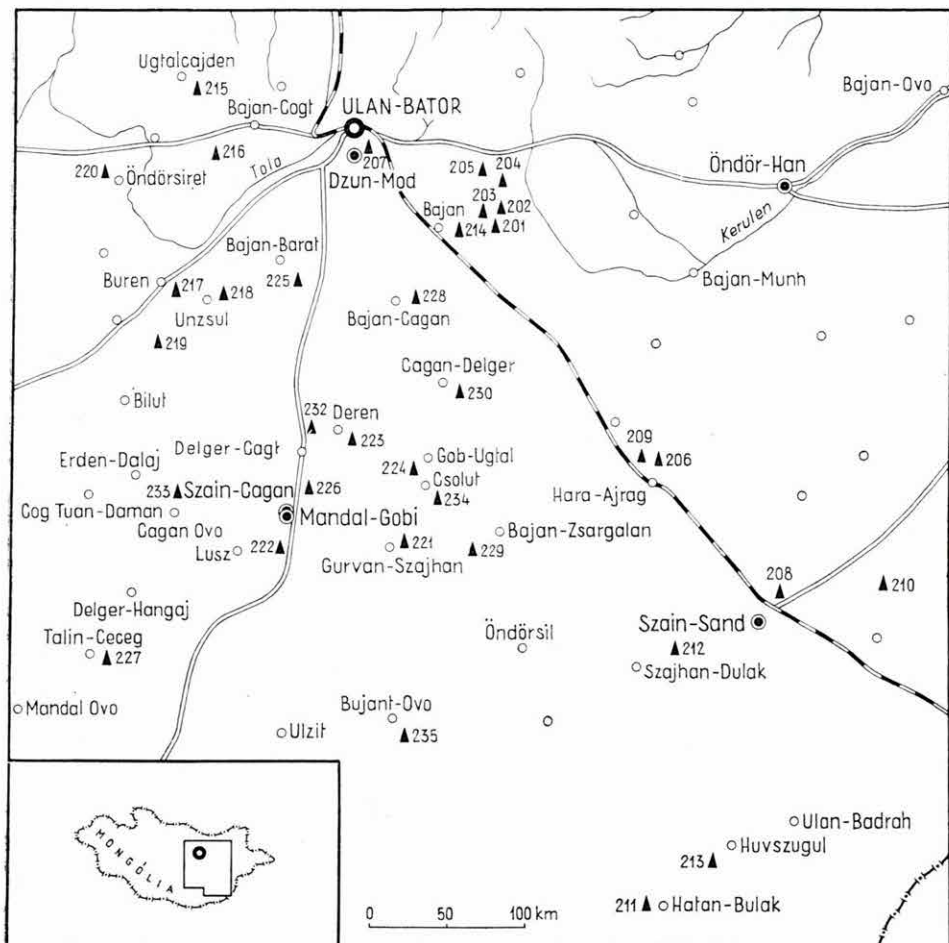 Ugtalcajden
215
Bajan-Cogt
ULAN-BATOR
Bajan-Ovo
216
220
Öndörsiret
Tola
207
Dzun-Mod
205
204
203
202
Bajan
214
201
Öndör-Han
Kerulen
Bajan-Munh
Bajan-Barat
225
Buren
217
218
Unzsul
219
228
Bajan-Cagan
Cagan-Delger
230
Bilut
232
Deren
223
Delger-Cagt
Gob-Ugtal
224
Csolut
234
209
206
Hara-Ajrag
Erden-Dalaj
233
Szain-Cagan
226
Cog Tuan-Daman
Cagan Ovo
Mandal-Gobi
Lusz
222
221
Gurvan-Szajhan
229
Bajan-Zsargalan
208
210
Delger-Hangaj
Talin-Ceceg
227
Öndörsil
Szain-Sand
212
Szajhan-Dulak
Mandal Ovo
Ulzit
Bujant-Ovo
235
MONGÓLIA
Ulan-Badrah
Huvszugul
213
211
Hatan-Bulak
0 50 100 km